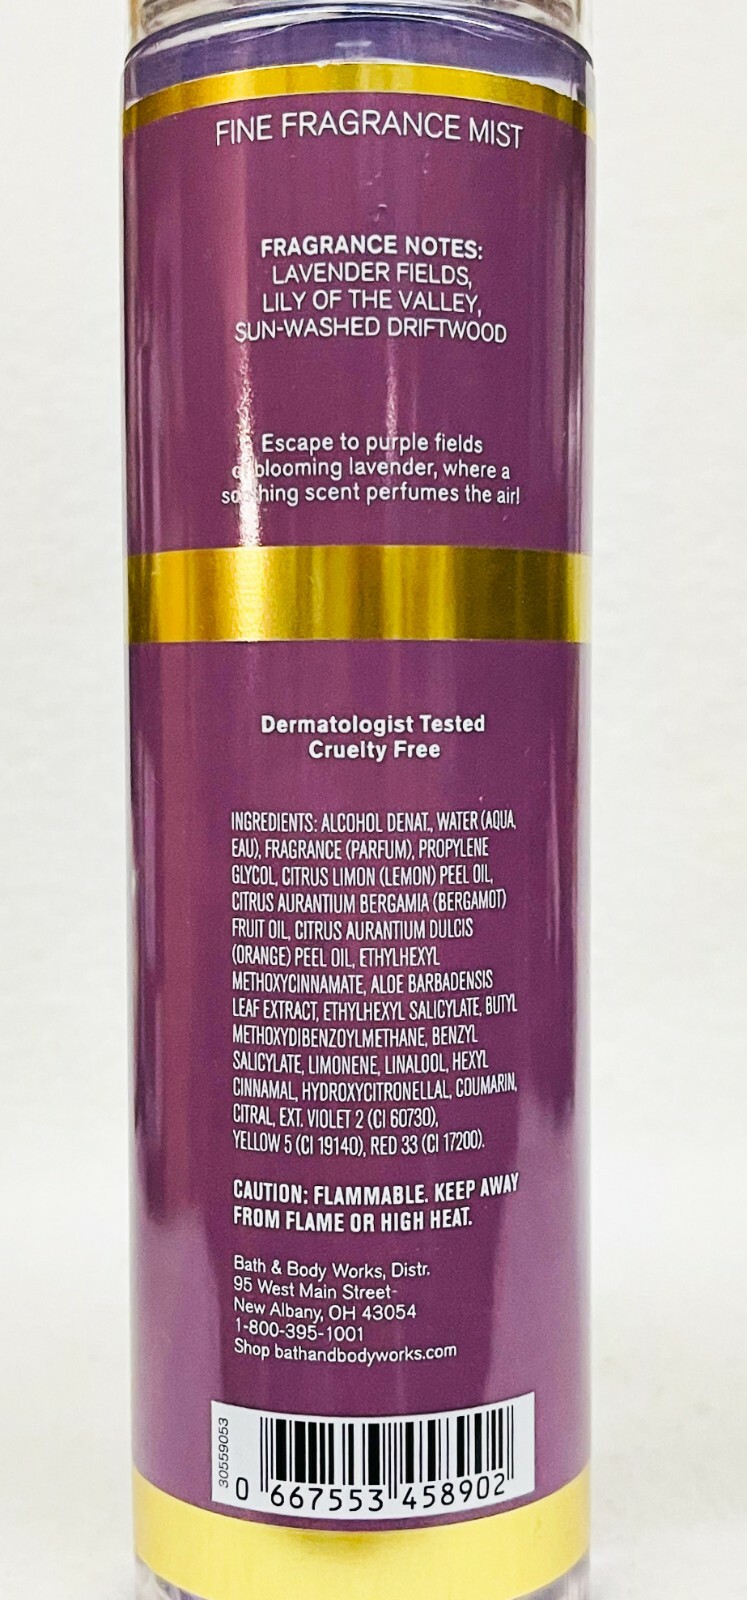 FINE FRAGRANCE MIST
FRAGRANCE NOTES:
LAVENDER FIELDS,
LILY OF THE VALLEY,
SUN-WASHED DRIFTWOOD
Escape to purple fields
of blooming lavender, where a
soothing scent perfumes the air!
Dermatologist Tested
Cruelty Free
INGREDIENTS: ALCOHOL DENAT., WATER (AQUA,
EAU), FRAGRANCE (PARFUM), PROPYLENE
GLYCOL, CITRUS LIMON (LEMON) PEEL OIL,
CITRUS AURANTIUM BERGAMIA (BERGAMOT)
FRUIT OIL, CITRUS AURANTIUM DULCIS
(ORANGE) PEEL OIL, ETHYLHEXYL
METHOXYCINNAMATE, ALOE BARBADENSIS
LEAF EXTRACT, ETHYLHEXYL SALICYLATE, BUTYL
METHOXYDIBENZOYLMETHANE, BENZYL
SALICYLATE, LIMONENE, LINALOOL, HEXYL
CINNAMAL, HYDROXYCITRONELLAL, COUMARIN,
CITRAL, EXT. VIOLET 2 (CI 60730),
YELLOW 5 (CI 19140), RED 33 (CI 17200).
CAUTION: FLAMMABLE. KEEP AWAY
FROM FLAME OR HIGH HEAT.
Bath & Body Works, Distr.
95 West Main Street
New Albany, OH 43054
1-800-395-1001
Shop bathandbodyworks.com
30559053
0 667553 458902